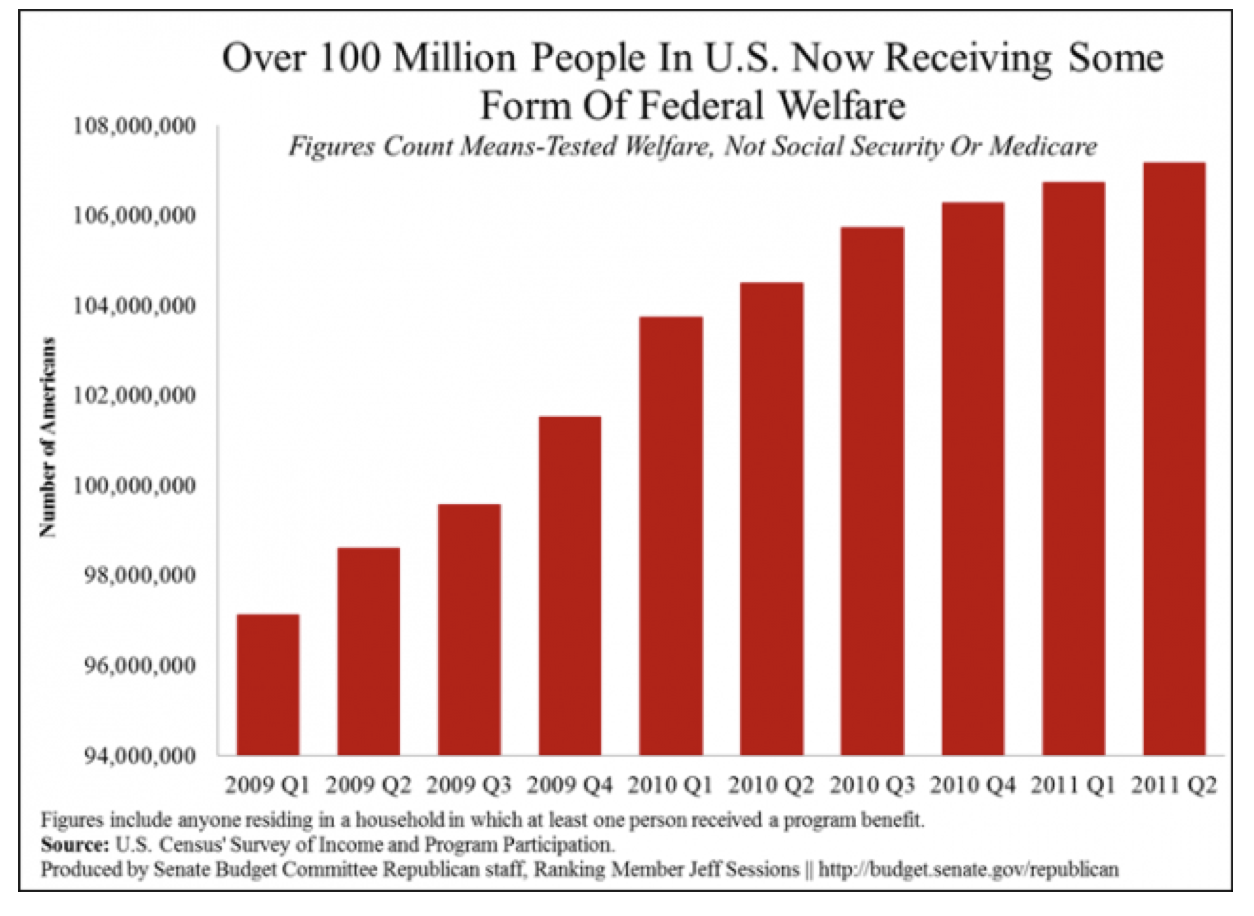 Over 100 Million People In U.S. Now Receiving Some
Form Of Federal Welfare
Figures Count Means-Tested Welfare, Not Social Security Or Medicare
108,000,000
106,000,000
104,000,000
102,000,000
100,000,000
98,000,000
96,000,000
94,000,000
Number of Americans
2009 Q1 2009 Q2 2009 Q3 2009 Q4 2010 Q1 2010 Q2 2010 Q3 2010 Q4 2011 Q1 2011 Q2
Figures include anyone residing in a household in which at least one person received a program benefit.
Source: U.S. Census' Survey of Income and Program Participation.
Produced by Senate Budget Committee Republican staff, Ranking Member Jeff Sessions || http://budget.senate.gov/republican